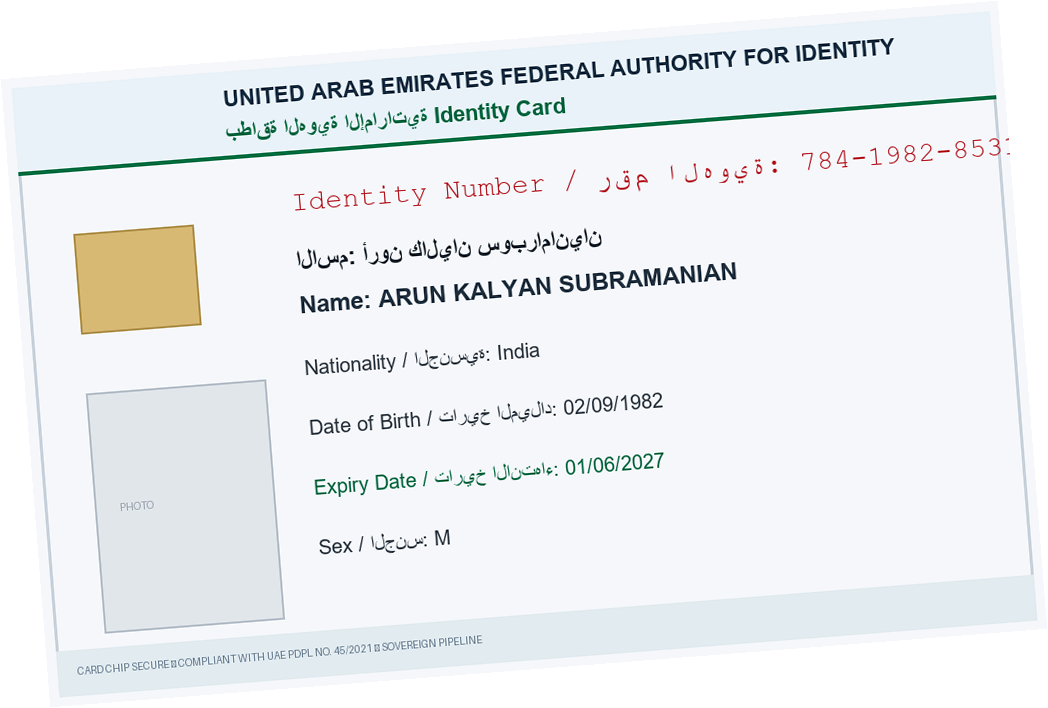 UNITED ARAB EMIRATES FEDERAL AUTHORITY FOR IDENTITY
بطاقة الهوية الإماراتية Identity Card
Identity Number / رقم الهوية: 784-1982-8531
الاسم: أرون كاليان سوبرامانيان
Name: ARUN KALYAN SUBRAMANIAN
Nationality / الجنسية: India
Date of Birth / تاريخ الميلاد: 02/09/1982
Expiry Date / تاريخ الانتهاء: 01/06/2027
Sex / الجنس: M
PHOTO
CARD CHIP SECURE COMPLIANT WITH UAE PDPL NO. 45/2021 SOVEREIGN PIPELINE